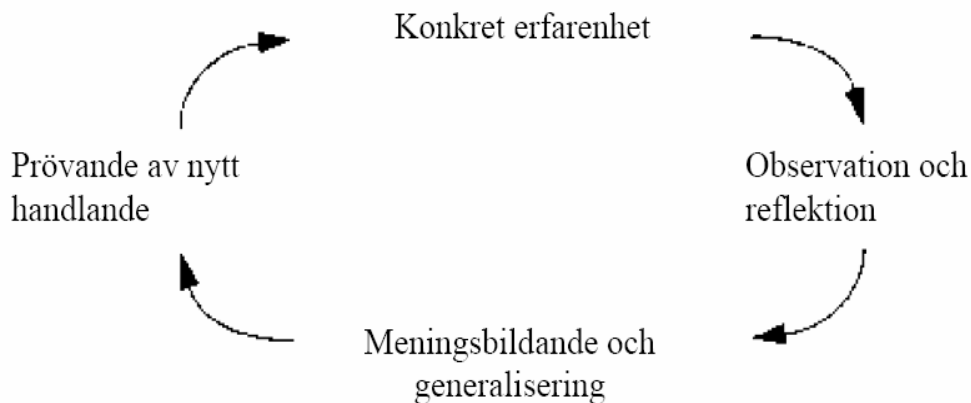 Konkret erfarenhet
Prövande av nytt
handlande
Observation och
reflektion
Meningsbildande och
generalisering